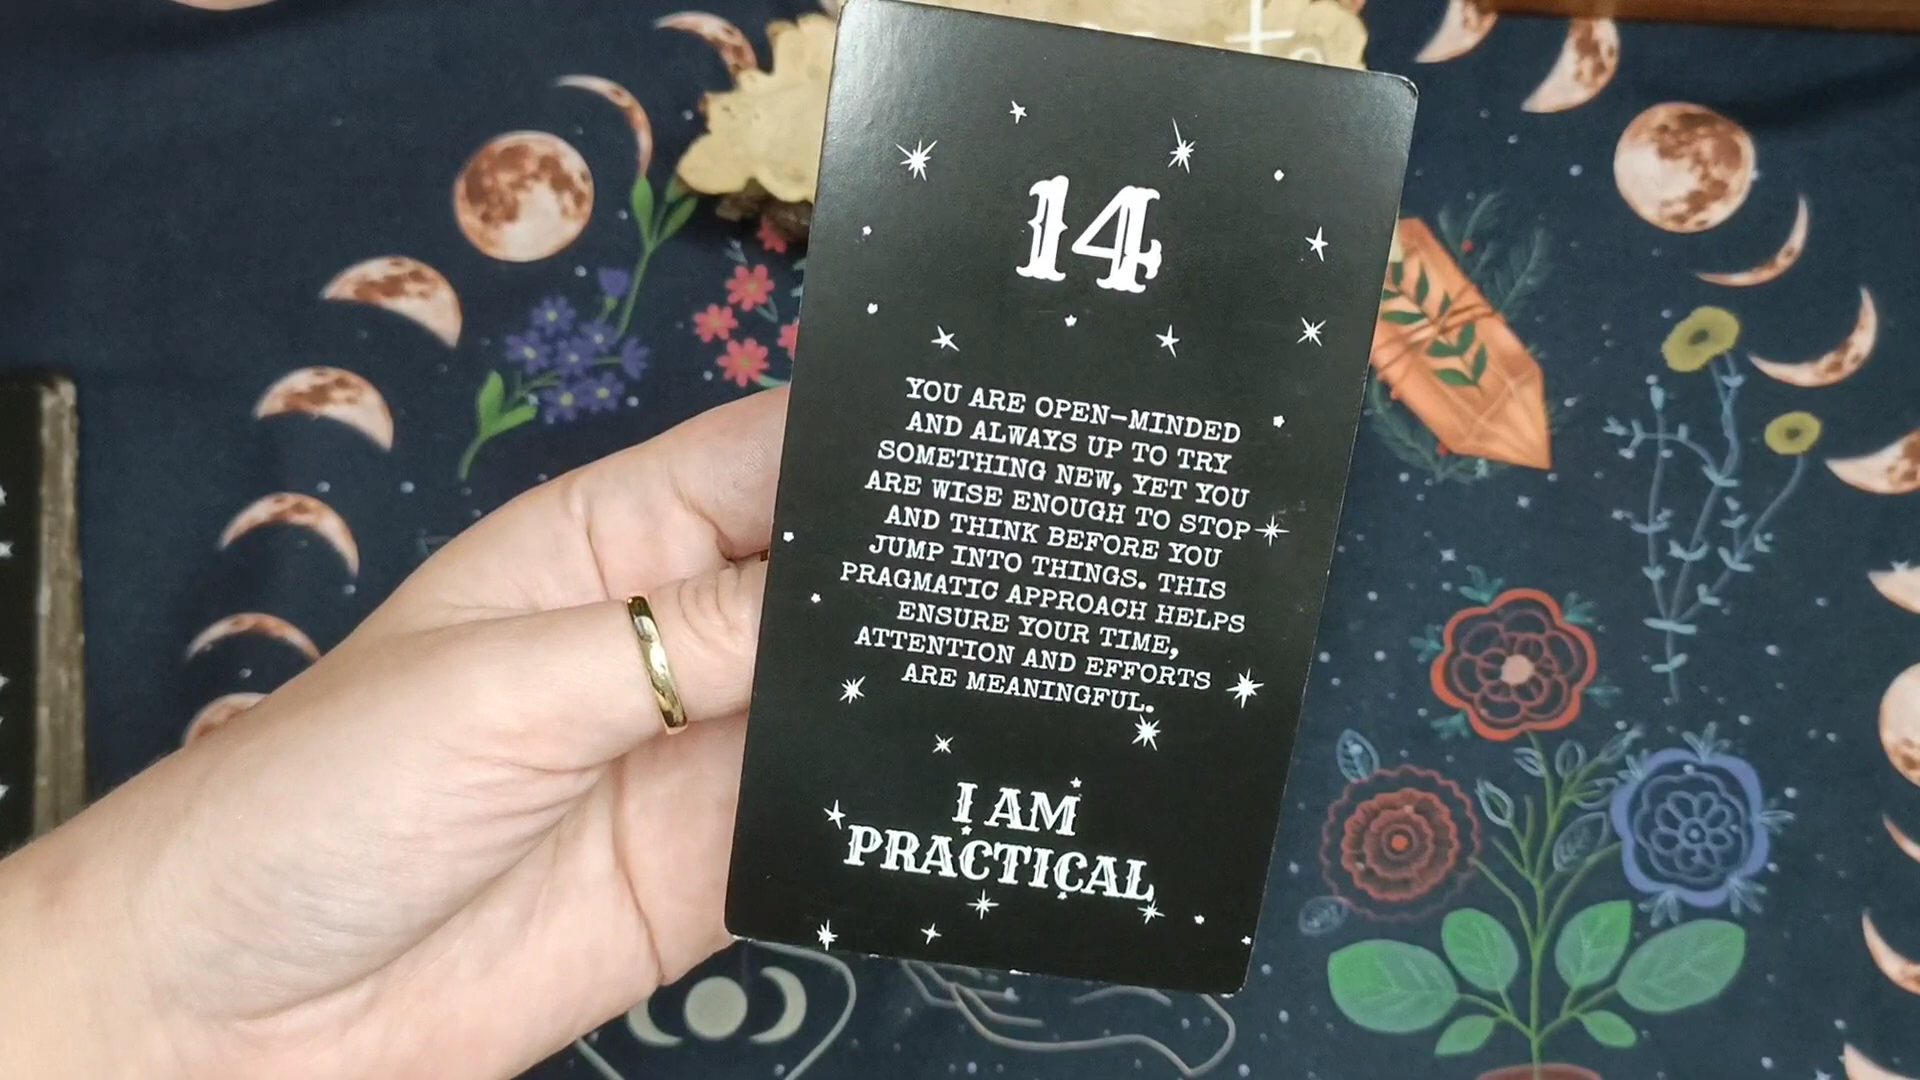 14
YOU ARE OPEN-MINDED
AND ALWAYS UP TO TRY
SOMETHING NEW, YET YOU
ARE WISE ENOUGH TO STOP
AND THINK BEFORE YOU
JUMP INTO THINGS. THIS
PRAGMATIC APPROACH HELPS
ENSURE YOUR TIME,
ATTENTION AND EFFORTS
ARE MEANINGFUL.
I AM
PRACTICAL